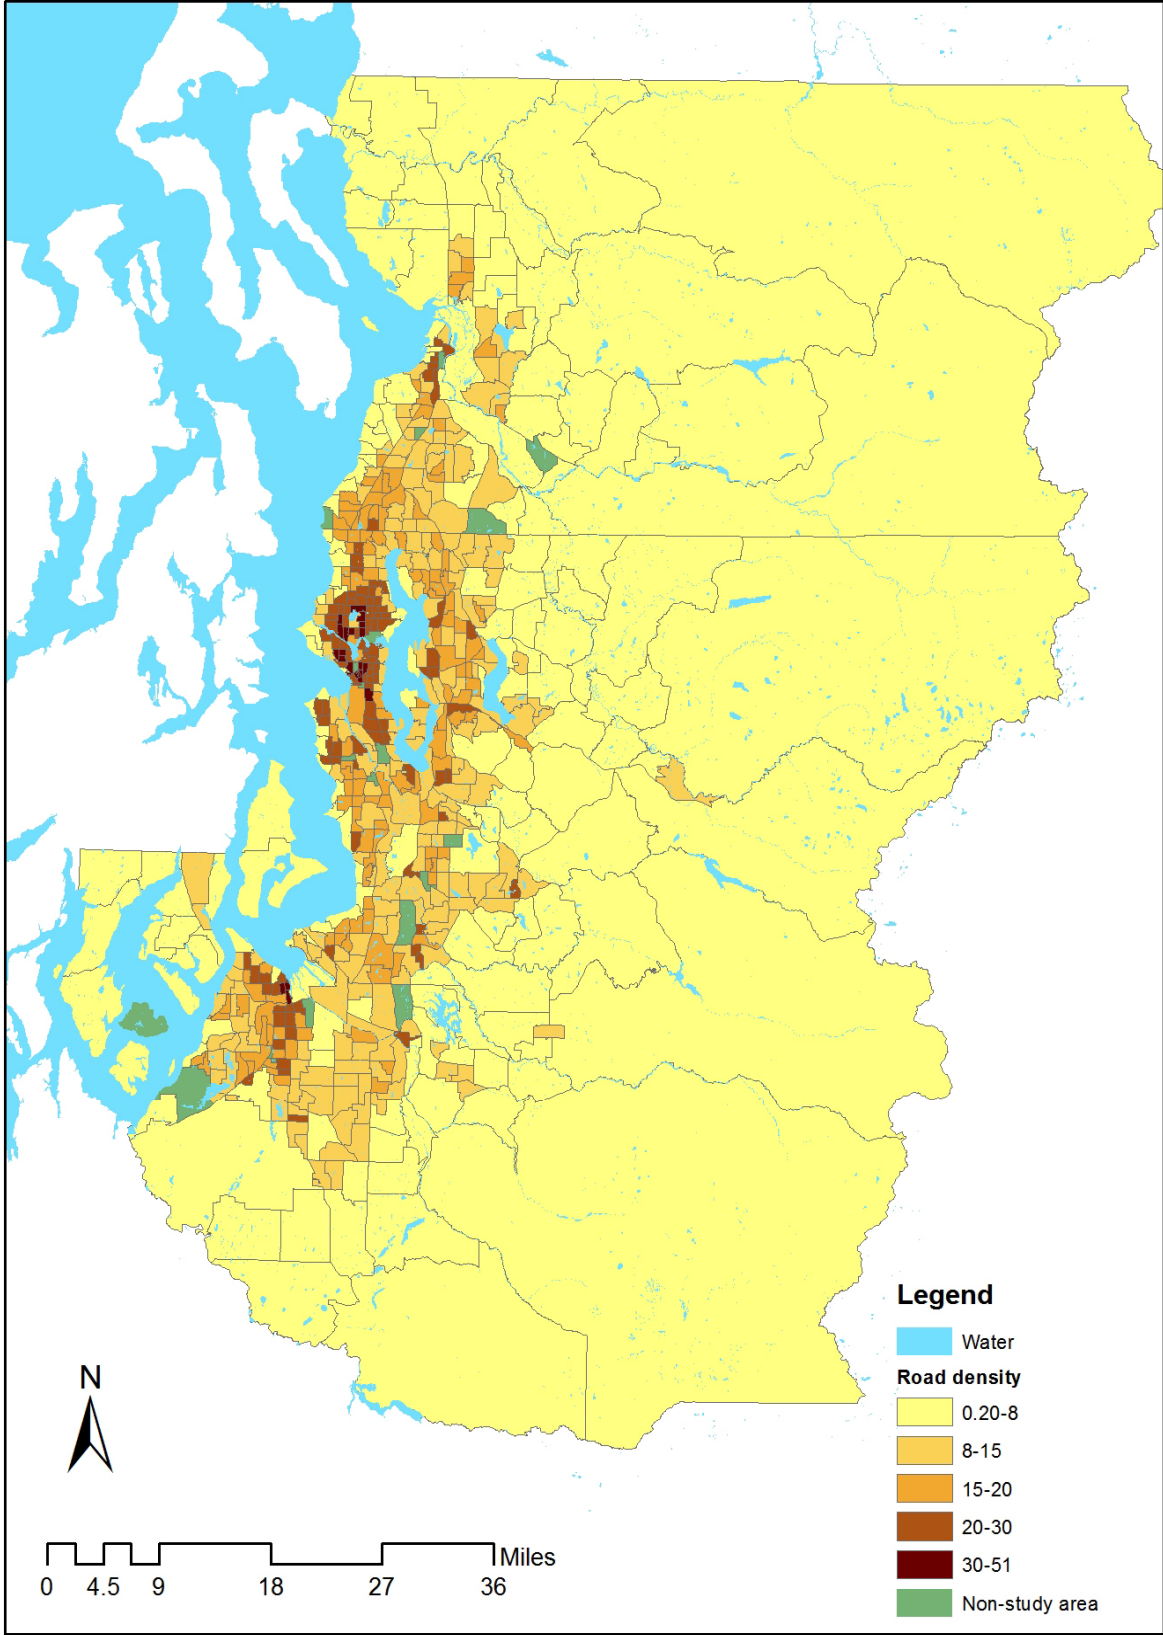 Legend
Water
Road density
0.20-8
8-15
15-20
20-30
30-51
Non-study area
N
Miles
0 4.5 9 18 27 36